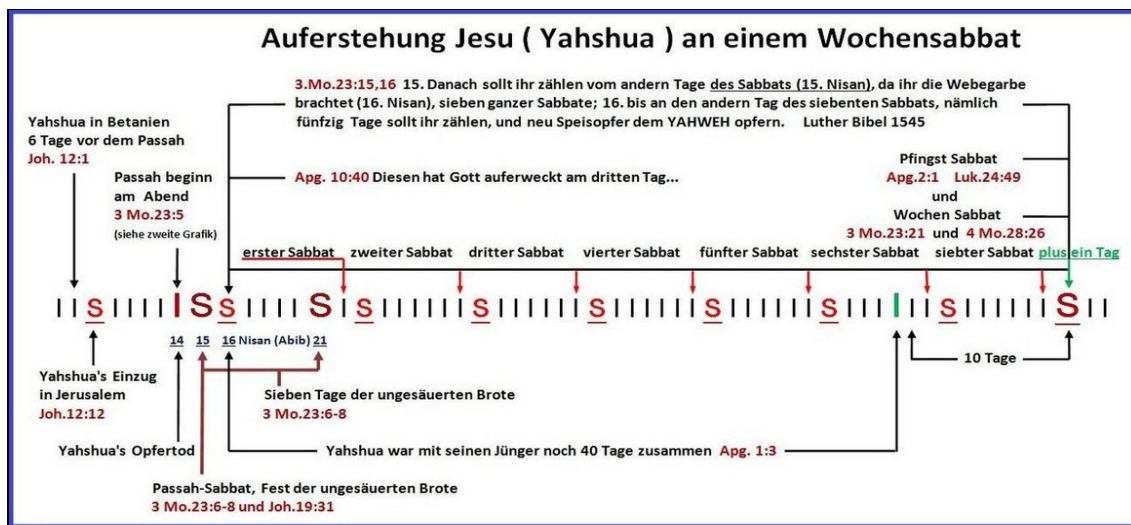 Auferstehung Jesu ( Yahshua ) an einem Wochensabbat
3.Mo.23:15,16 15. Danach sollt ihr zählen vom andern Tage des Sabbats (15. Nisan), da ihr die Webegarbe
brachtet (16. Nisan), sieben ganzer Sabbate; 16. bis an den andern Tag des siebenten Sabbats, nämlich
fünfzig Tage sollt ihr zählen, und neu Speisopfer dem YAHWEH opfern. Luther Bibel 1545
Yahshua in Betanien
6 Tage vor dem Passah
Joh. 12:1
Passah beginn
am Abend
3 Mo.23:5
(siehe zweite Grafik)
Apg. 10:40 Diesen hat Gott auferweckt am dritten Tag...
Pfingst Sabbat
Apg.2:1 Luk.24:49
und
Wochen Sabbat
3 Mo.23:21 und 4 Mo.28:26
erster Sabbat zweiter Sabbat dritter Sabbat vierter Sabbat fünfter Sabbat sechster Sabbat siebter Sabbat plus ein Tag
I I S I I I I I I S S I I I I I S I S I I I I I I S I I I I I I S I I I I I I S I I I I I I S I I I I I I S I I I I I S I I
14 15 16 Nisan (Abib) 21
10 Tage
Yahshua's Einzug
in Jerusalem
Joh.12:12
Sieben Tage der ungesäuerten Brote
3 Mo.23:6-8
Yahshua's Opfertod
Yahshua war mit seinen Jünger noch 40 Tage zusammen Apg. 1:3
Passah-Sabbat, Fest der ungesäuerten Brote
3 Mo.23:6-8 und Joh.19:31